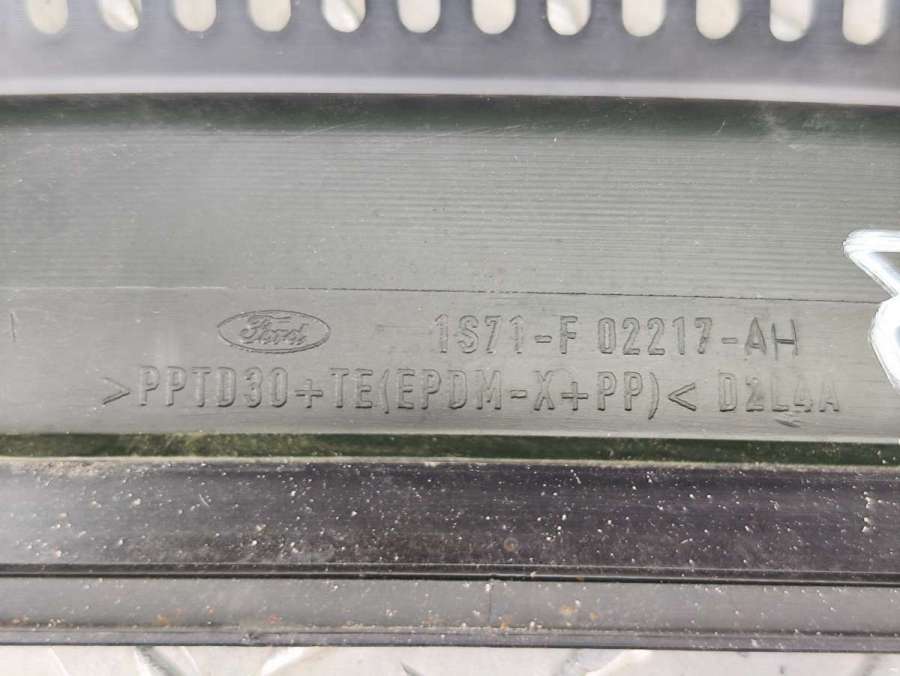 Ford 1S71-F 02217-AH
>PPTD30+TE(EPDM-X+PP)< D2L4A